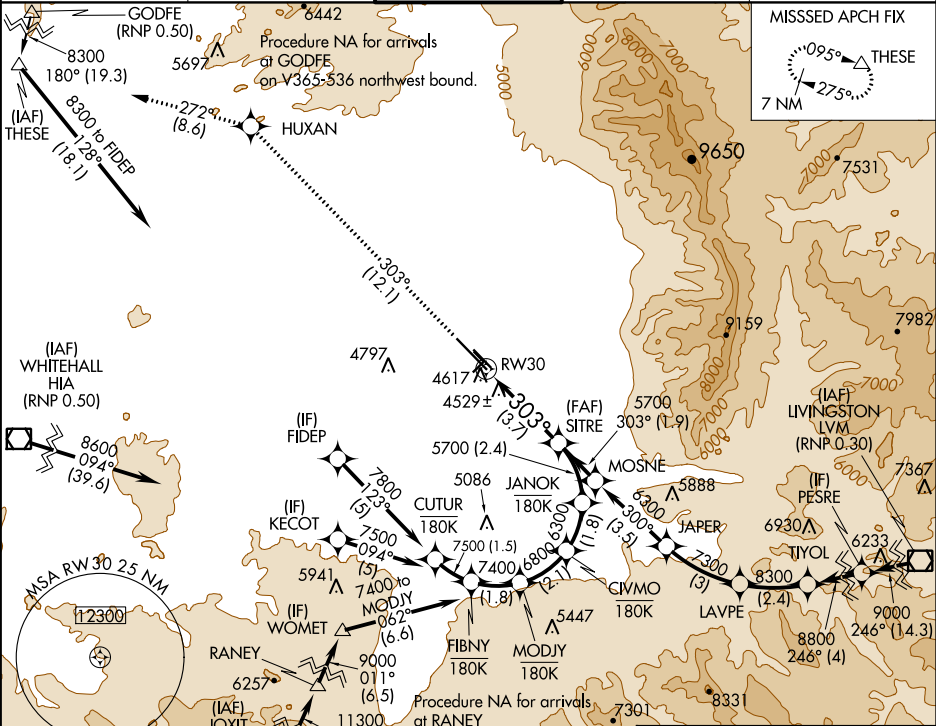 GODFE
(RNP 0.50)
8300
180° (19.3)
(IAF)
THESE
8300 to FIDEP
128°
(18.1)
6442
5697
Procedure NA for arrivals
at GODFE
on V365-536 northwest bound.
272°
(8.6)
HUXAN
303°
(12.1)
5000
6000
7000
9650
7000
7531
MISSSED APCH FIX
095°
THESE
275°
7 NM
9159
8000
7000
6000
7982
7000
(IAF)
WHITEHALL
HIA
(RNP 0.50)
8600
094°
(39.6)
4797
4617
4529±
RW30
303°
(3.7)
(FAF)
SITRE
5700
303° (1.9)
5700 (2.4)
MOSNE
(IAF)
LIVINGSTON
LVM
(RNP 0.30)
6000
7367
(IF)
FIDEP
7800
123°
(5)
(IF)
KECOT
7500
094°
(5)
CUTUR
180K
5086
JANOK
180K
6300
300°
(3.5)
5888
JAPER
(IF)
PESRE
6930
6233
TIYOL
7500 (1.5)
7400
(1.8)
6800
(2.1)
6300
(1.8)
7300
(3)
8300
(2.4)
LAVPE
8800
246° (4)
9000
246° (14.3)
CIVMO
180K
MSA RW30 25 NM
12300
5941
7400 to
MODJY
062°
(6.6)
(IF)
WOMET
RANEY
6257
9000
011°
(6.5)
(IAF)
JOXIT
11300
FIBNY
180K
MODJY
180K
5447
Procedure NA for arrivals
at RANEY
7301
8331